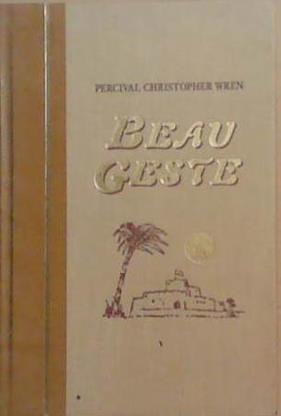 PERCIVAL CHRISTOPHER WREN
BEAU
GESTE